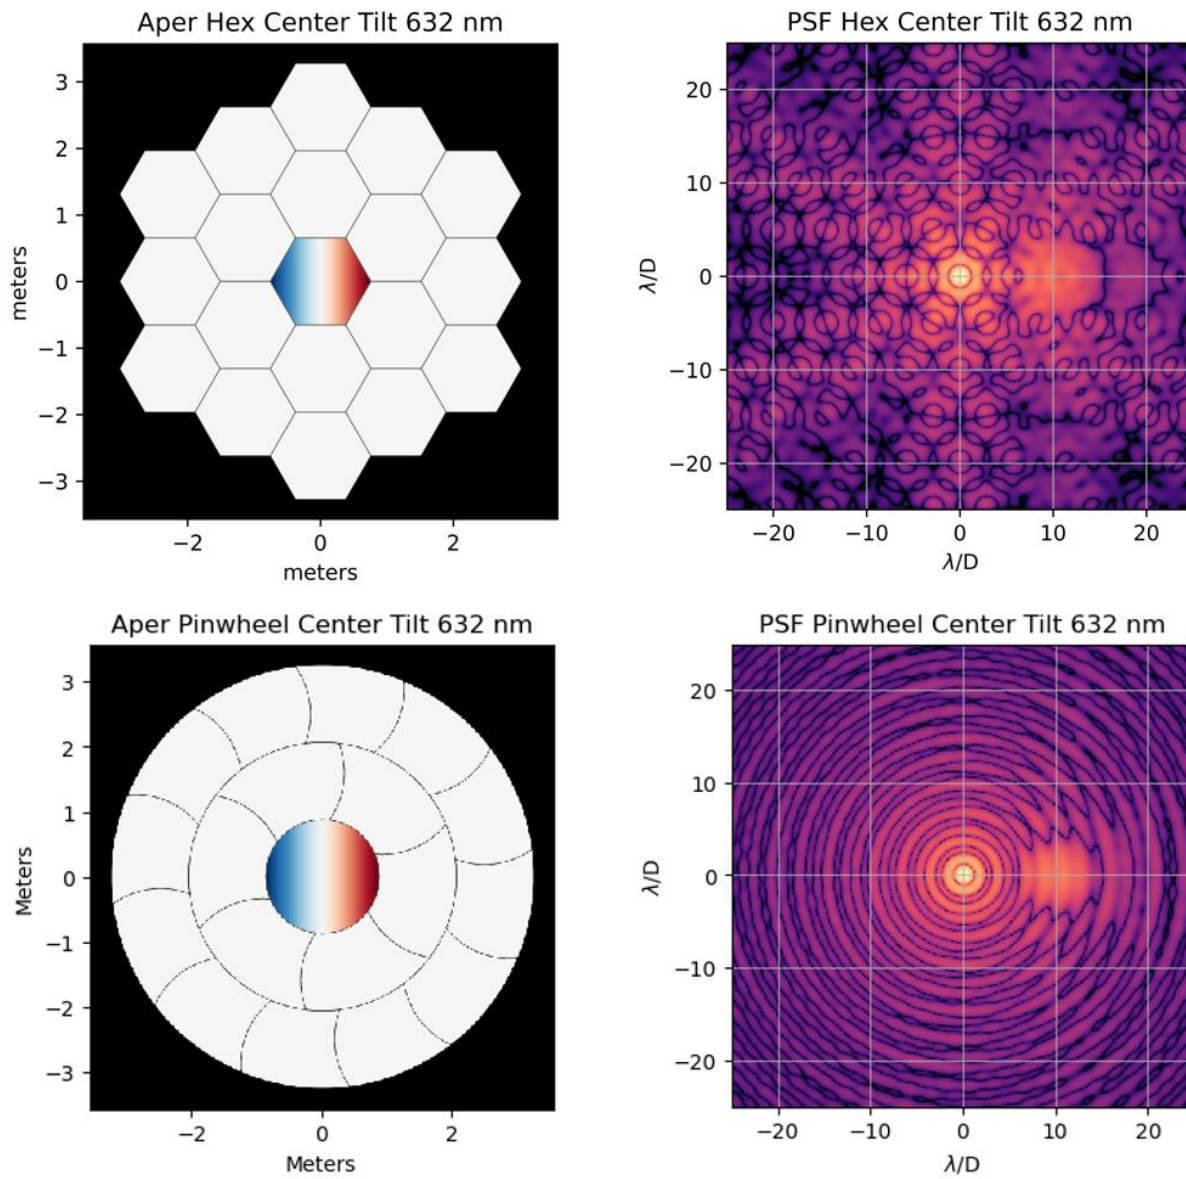 Aper Hex Center Tilt 632 nm
PSF Hex Center Tilt 632 nm
3
2
1
0
−1
−2
−3
meters
−2 0 2
meters
20
10
0
−10
−20
λ/D
−20 −10 0 10 20
λ/D
Aper Pinwheel Center Tilt 632 nm
PSF Pinwheel Center Tilt 632 nm
3
2
1
0
−1
−2
−3
Meters
−2 0 2
Meters
20
10
0
−10
−20
λ/D
−20 −10 0 10 20
λ/D